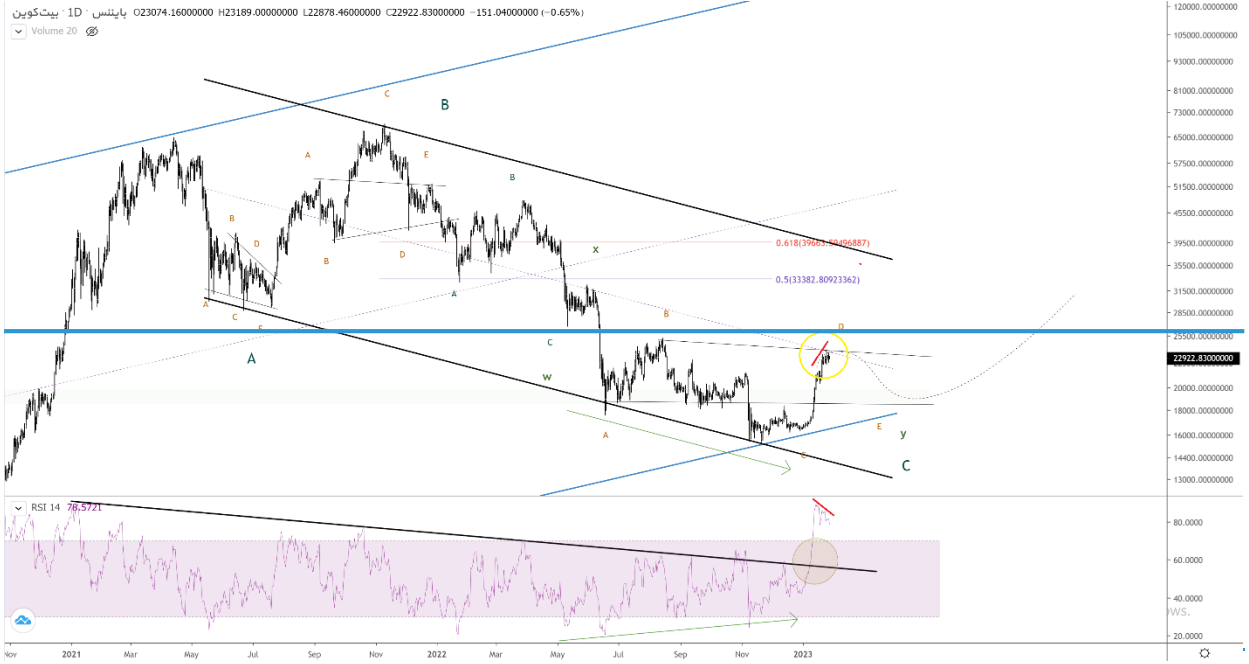 بیت‌کوین · 1D · بایننس O23074.16000000 H23189.00000000 L22878.46000000 C22922.83000000 −151.04000000 (−0.65%)
Volume 20
120000.00000000
105000.00000000
93000.00000000
81000.00000000
73000.00000000
65000.00000000
57500.00000000
51500.00000000
45500.00000000
39500.00000000
35500.00000000
31500.00000000
28500.00000000
25500.00000000
22922.83000000
20000.00000000
18000.00000000
16000.00000000
14400.00000000
13000.00000000
C
B
A
E
B
B
D
B
D
X
0.618(39663.59496887)
A
0.5(33382.80923362)
A
C
B
D
E
A
C
W
E
A
y
C
C
RSI 14 78.5721
80.0000
60.0000
40.0000
20.0000
ows.
Nov 2021 Mar May Jul Sep Nov 2022 Mar May Jul Sep Nov 2023